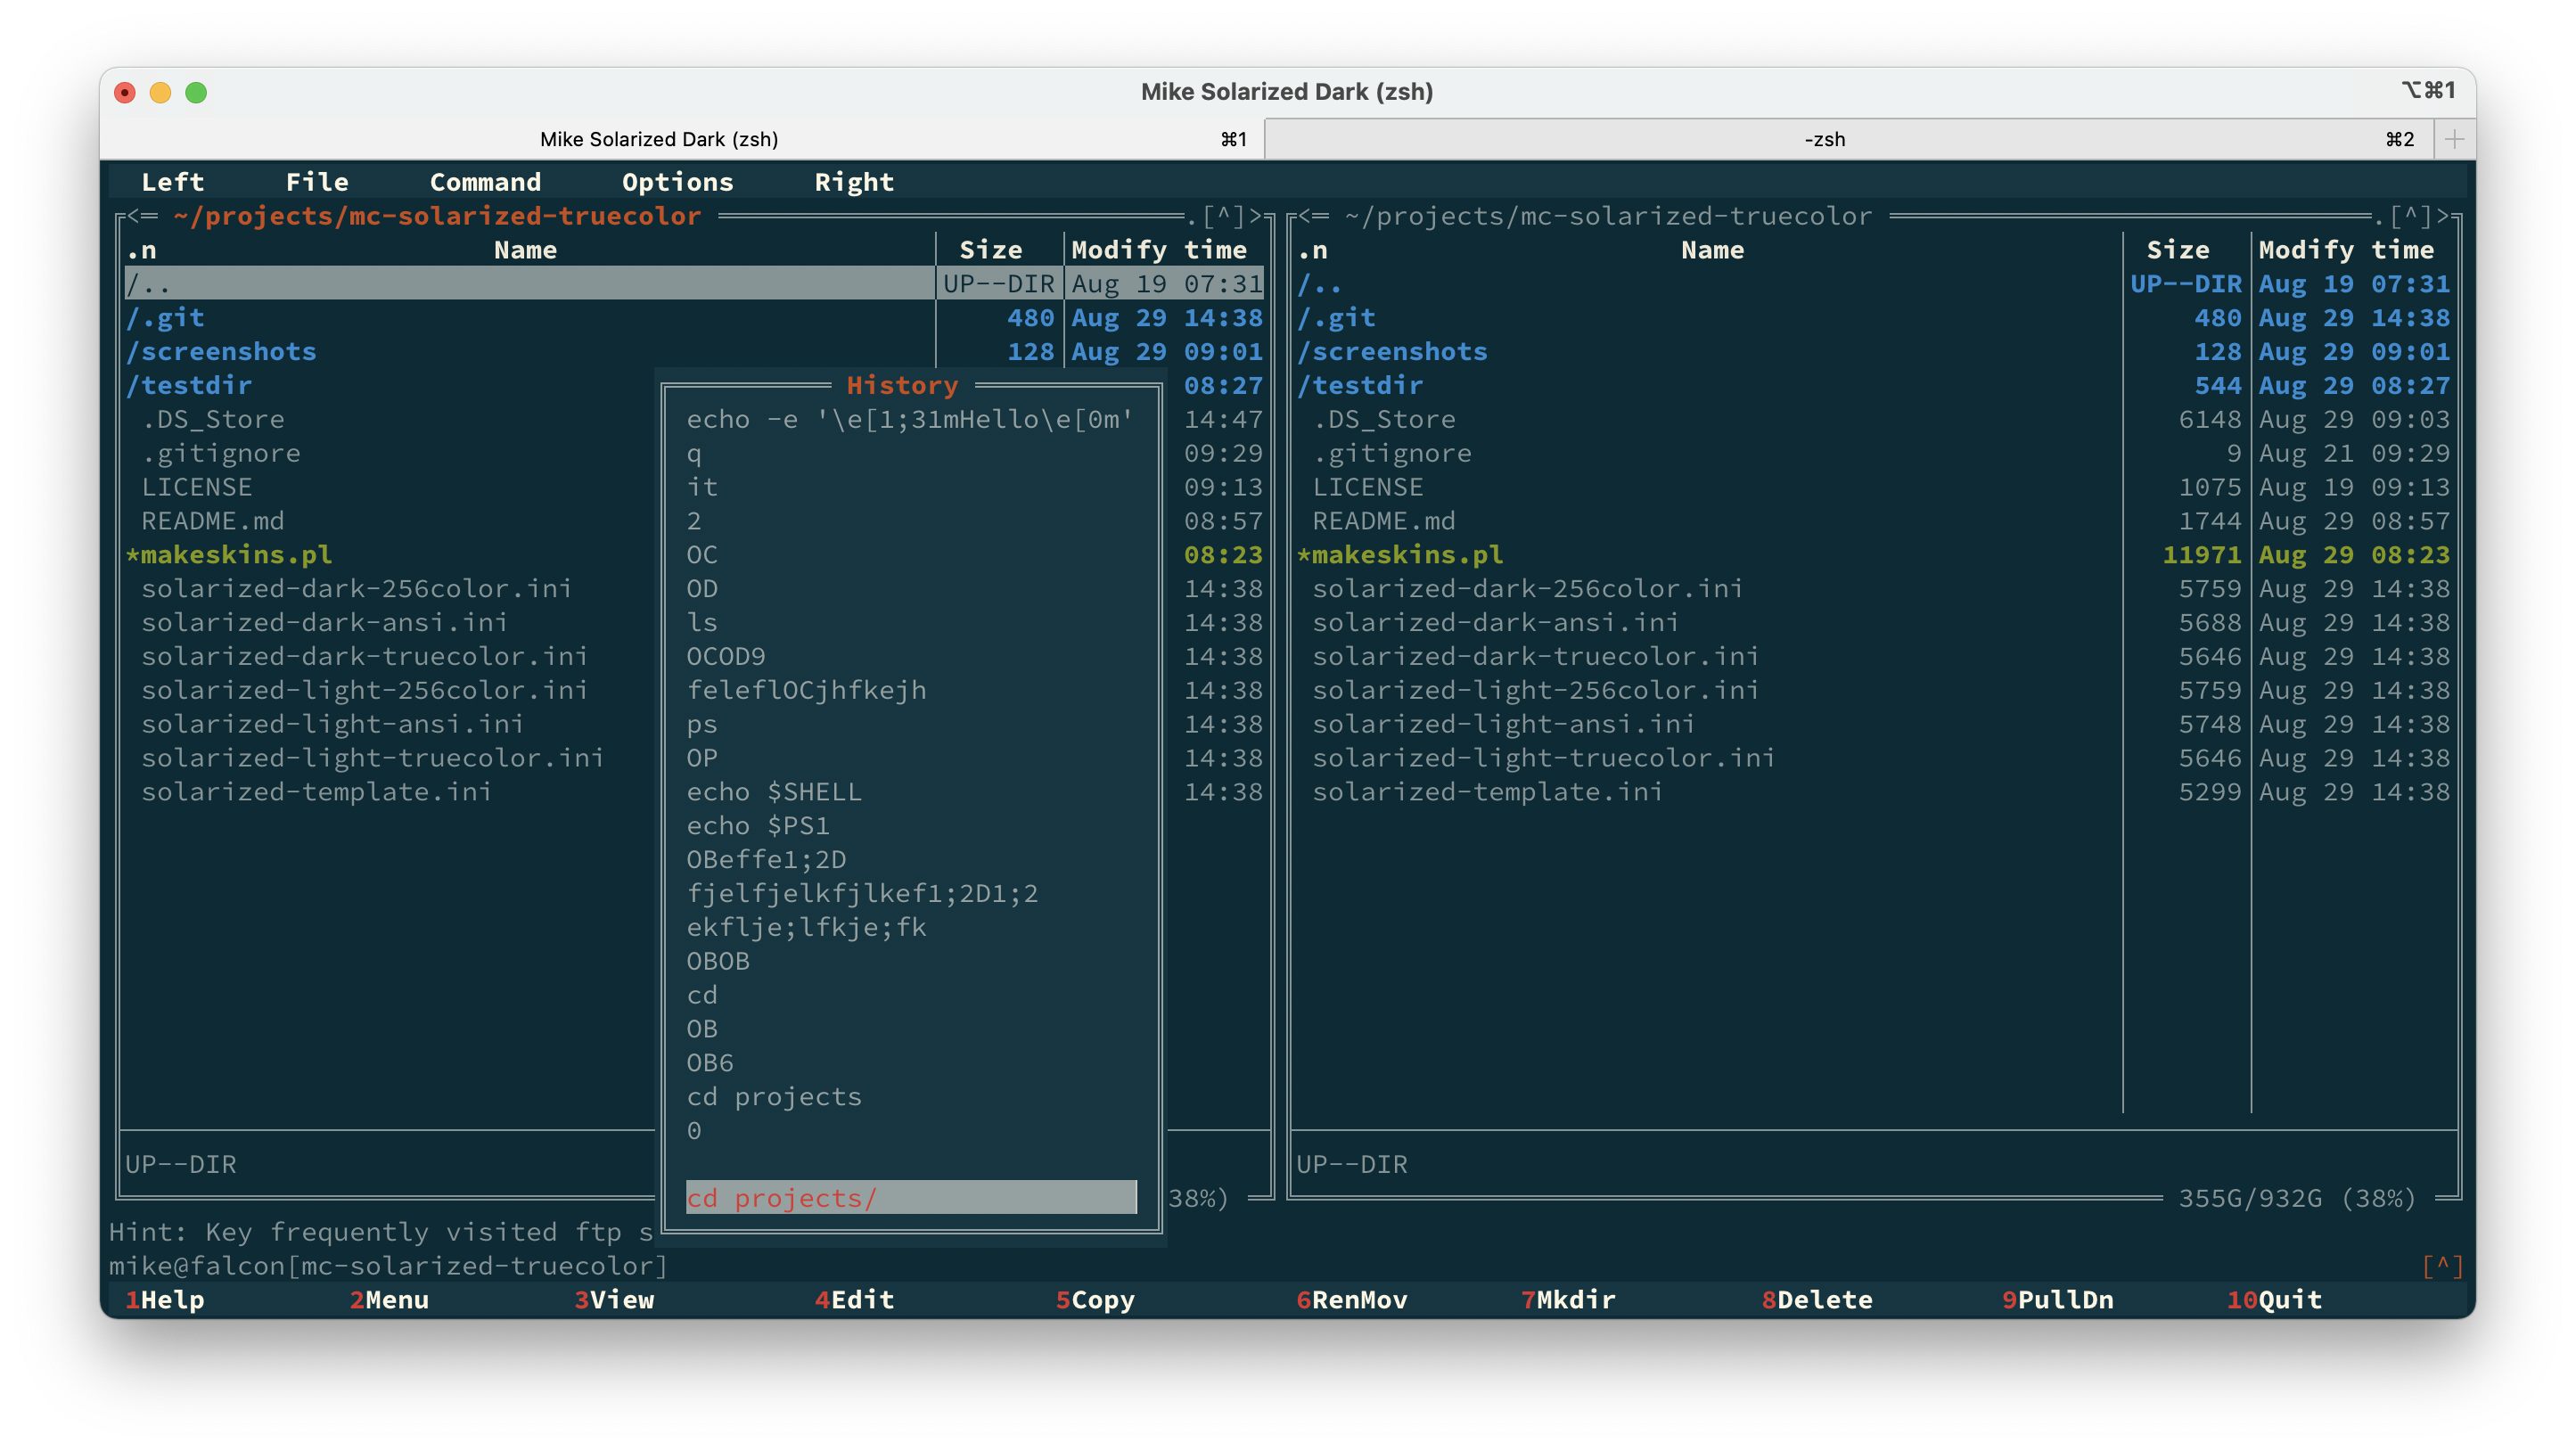 Mike Solarized Dark (zsh) ⌥⌘1
Mike Solarized Dark (zsh) ⌘1 -zsh ⌘2 +
Left File Command Options Right
<= ~/projects/mc-solarized-truecolor .[^]> <= ~/projects/mc-solarized-truecolor .[^]>
.n Name Size Modify time .n Name Size Modify time
/.. UP--DIR Aug 19 07:31 /.. UP--DIR Aug 19 07:31
/.git 480 Aug 29 14:38 /.git 480 Aug 29 14:38
/screenshots 128 Aug 29 09:01 /screenshots 128 Aug 29 09:01
/testdir History 08:27 /testdir 544 Aug 29 08:27
.DS_Store echo -e '\e[1;31mHello\e[0m' 14:47 .DS_Store 6148 Aug 29 09:03
.gitignore q 09:29 .gitignore 9 Aug 21 09:29
LICENSE it 09:13 LICENSE 1075 Aug 19 09:13
README.md 2 08:57 README.md 1744 Aug 29 08:57
*makeskins.pl OC 08:23 *makeskins.pl 11971 Aug 29 08:23
solarized-dark-256color.ini OD 14:38 solarized-dark-256color.ini 5759 Aug 29 14:38
solarized-dark-ansi.ini ls 14:38 solarized-dark-ansi.ini 5688 Aug 29 14:38
solarized-dark-truecolor.ini OCOD9 14:38 solarized-dark-truecolor.ini 5646 Aug 29 14:38
solarized-light-256color.ini feleflOCjhfkejh 14:38 solarized-light-256color.ini 5759 Aug 29 14:38
solarized-light-ansi.ini ps 14:38 solarized-light-ansi.ini 5748 Aug 29 14:38
solarized-light-truecolor.ini OP 14:38 solarized-light-truecolor.ini 5646 Aug 29 14:38
solarized-template.ini echo $SHELL 14:38 solarized-template.ini 5299 Aug 29 14:38
echo $PS1
OBeffe1;2D
fjelfjelkfjlkef1;2D1;2
ekflje;lfkje;fk
OBOB
cd
OB
OB6
cd projects
0
UP--DIR UP--DIR
cd projects/ 38%) 355G/932G (38%)
Hint: Key frequently visited ftp s
mike@falcon[mc-solarized-truecolor] [^]
1Help 2Menu 3View 4Edit 5Copy 6RenMov 7Mkdir 8Delete 9PullDn 10Quit